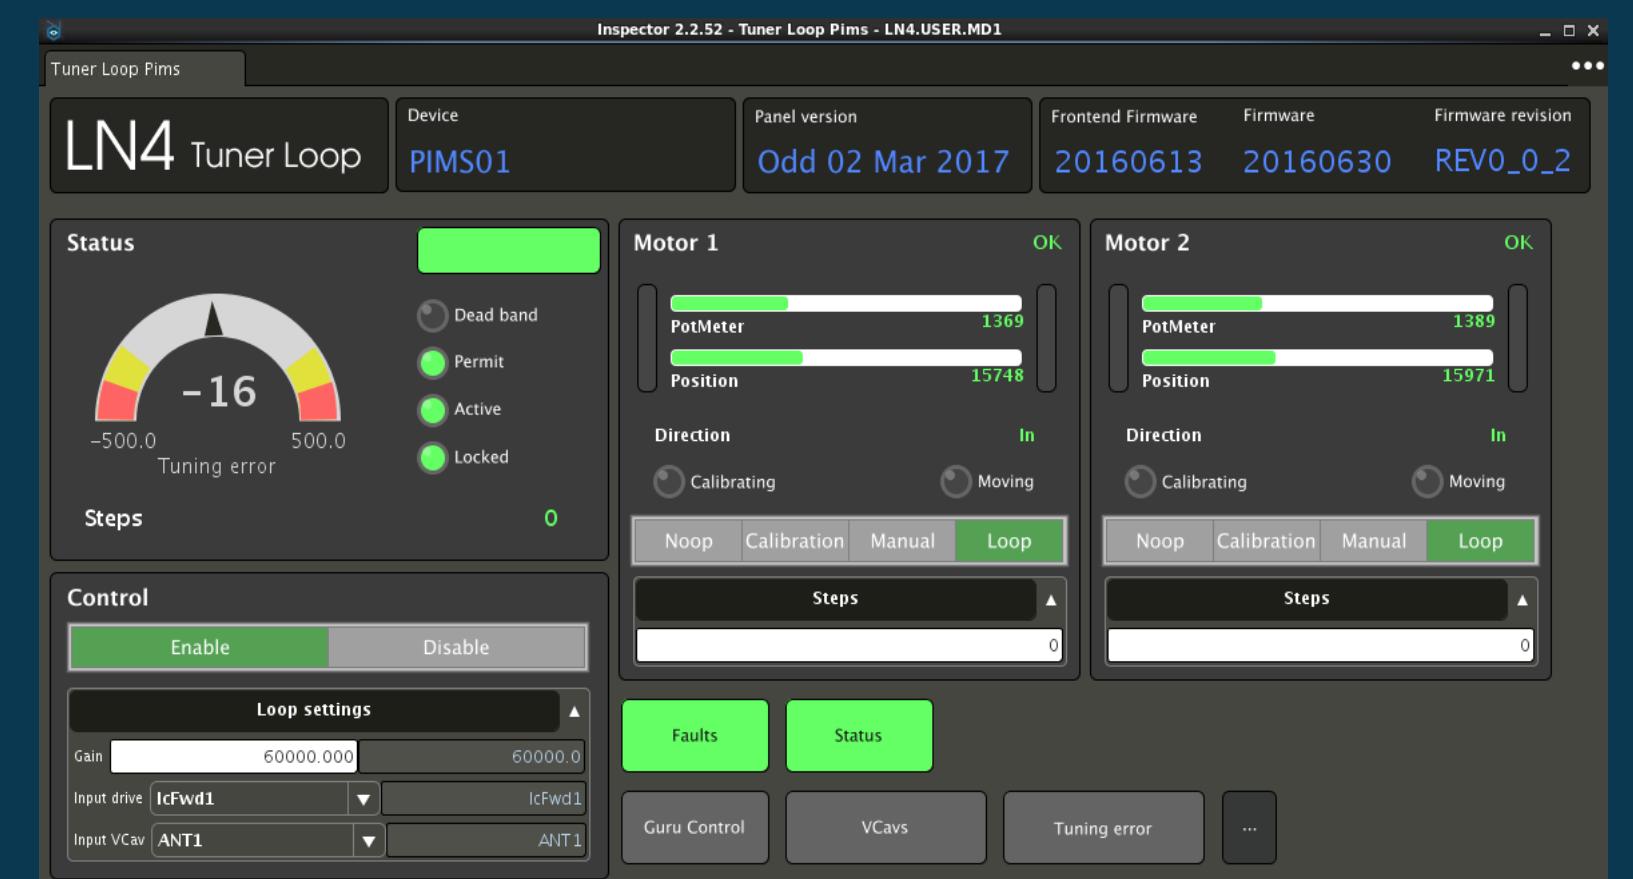 Inspector 2.2.52 - Tuner Loop Pims - LN4.USER.MD1
Tuner Loop Pims
LN4 Tuner Loop
Device
PIMS01
Panel version
Odd 02 Mar 2017
Frontend Firmware
20160613
Firmware
20160630
Firmware revision
REV0_0_2
Status
-16
-500.0
500.0
Tuning error
Dead band
Permit
Active
Locked
Steps
0
Motor 1
OK
PotMeter
1369
Position
15748
Direction
In
Calibrating
Moving
Noop
Calibration
Manual
Loop
Steps
0
Motor 2
OK
PotMeter
1389
Position
15971
Direction
In
Calibrating
Moving
Noop
Calibration
Manual
Loop
Steps
0
Control
Enable
Disable
Loop settings
Gain
60000.000
60000.0
Input drive
IcFwd1
IcFwd1
Input VCav
ANT1
ANT1
Faults
Status
Guru Control
VCavs
Tuning error
...